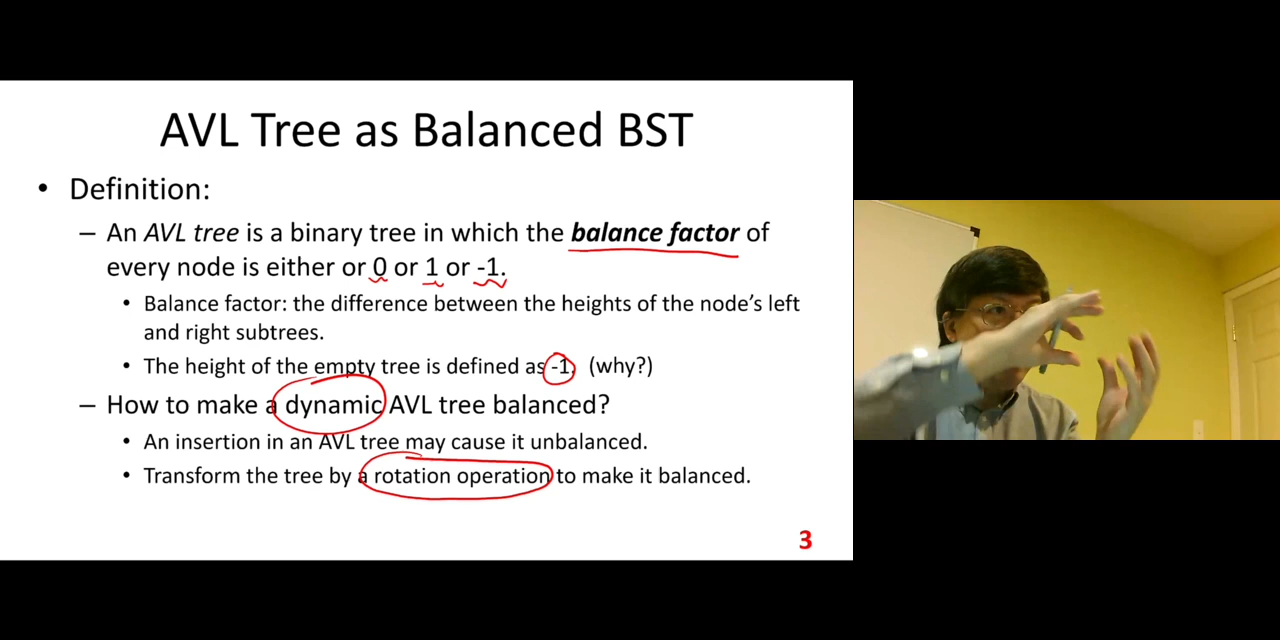 AVL Tree as Balanced BST
• Definition:
– An AVL tree is a binary tree in which the balance factor of
every node is either or 0 or 1 or -1.
• Balance factor: the difference between the heights of the node's left
and right subtrees.
• The height of the empty tree is defined as -1. (why?)
– How to make a dynamic AVL tree balanced?
• An insertion in an AVL tree may cause it unbalanced.
• Transform the tree by a rotation operation to make it balanced.
3